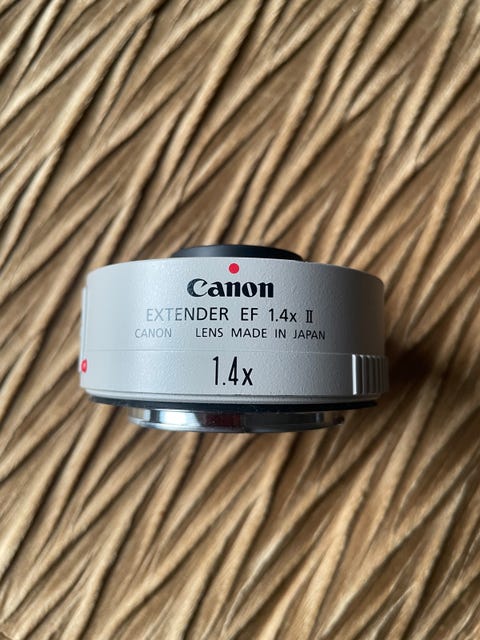 Canon
EXTENDER EF 1.4x II
CANON LENS MADE IN JAPAN
1.4x